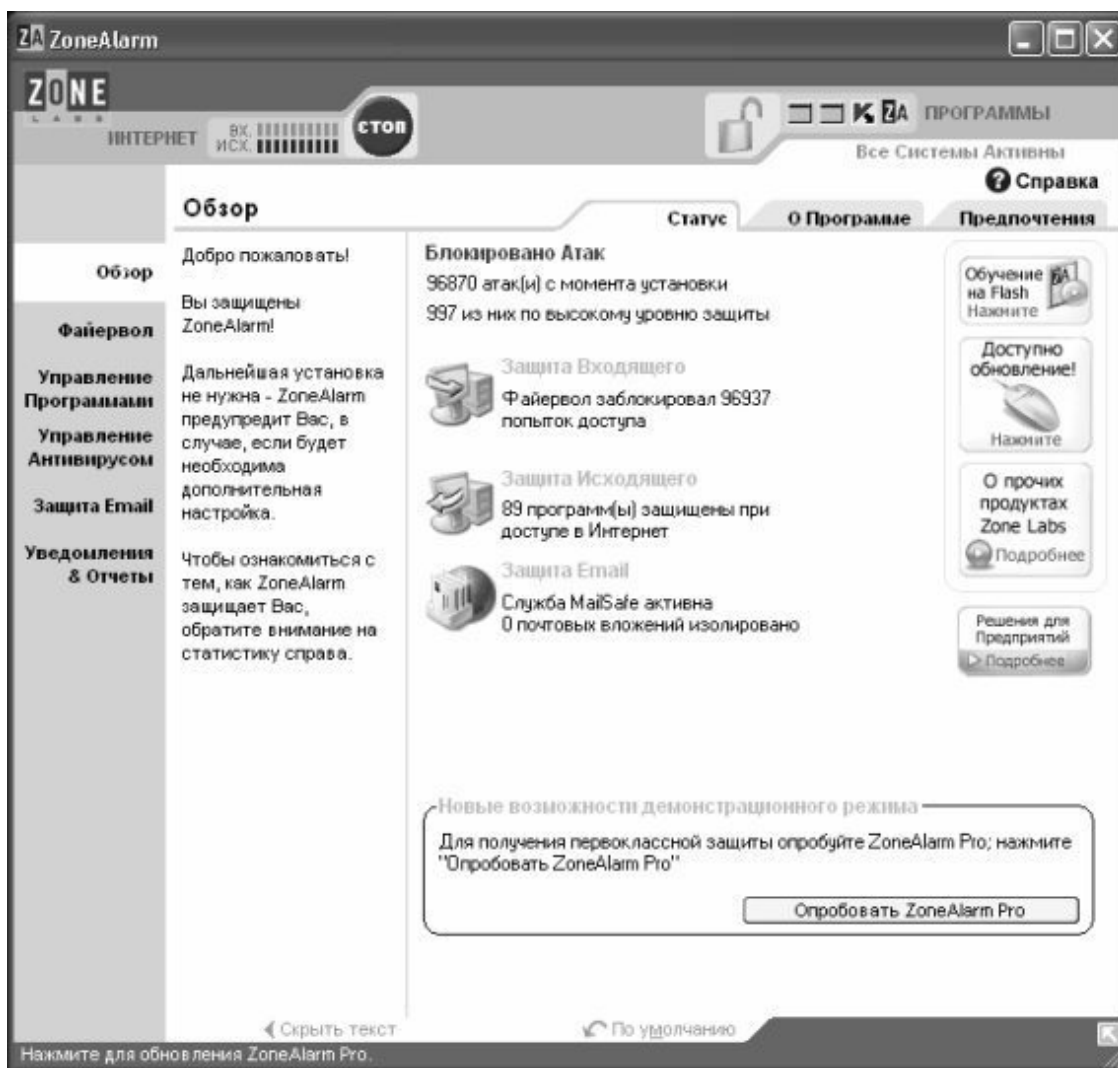 ZA ZoneAlarm
ZONE
LABS
ИНТЕРНЕТ
ВХ.
ИСХ.
СТОП
ZA
ПРОГРАММЫ
Все Системы Активны
? Справка
Обзор
Статус
О Программе
Предпочтения
Обзор
Файервол
Управление
Программами
Управление
Антивирусом
Защита Email
Уведомления
& Отчеты
Добро пожаловать!
Вы защищены
ZoneAlarm!
Дальнейшая установка
не нужна - ZoneAlarm
предупредит Вас, в
случае, если будет
необходима
дополнительная
настройка.
Чтобы ознакомиться с
тем, как ZoneAlarm
защищает Вас,
обратите внимание на
статистику справа.
Блокировано Атак
96870 атак(и) с момента установки
997 из них по высокому уровню защиты
Защита Входящего
Файервол заблокировал 96937
попыток доступа
Защита Исходящего
89 программ(ы) защищены при
доступе в Интернет
Защита Email
Служба MailSafe активна
0 почтовых вложений изолировано
Обучение
на Flash
Нажмите
ZA
Доступно
обновление!
Нажмите
О прочих
продуктах
Zone Labs
Подробнее
Решения для
Предприятий
Подробнее
Новые возможности демонстрационного режима
Для получения первоклассной защиты опробуйте ZoneAlarm Pro; нажмите
"Опробовать ZoneAlarm Pro"
Опробовать ZoneAlarm Pro
Скрыть текст
По умолчанию
Нажмите для обновления ZoneAlarm Pro.